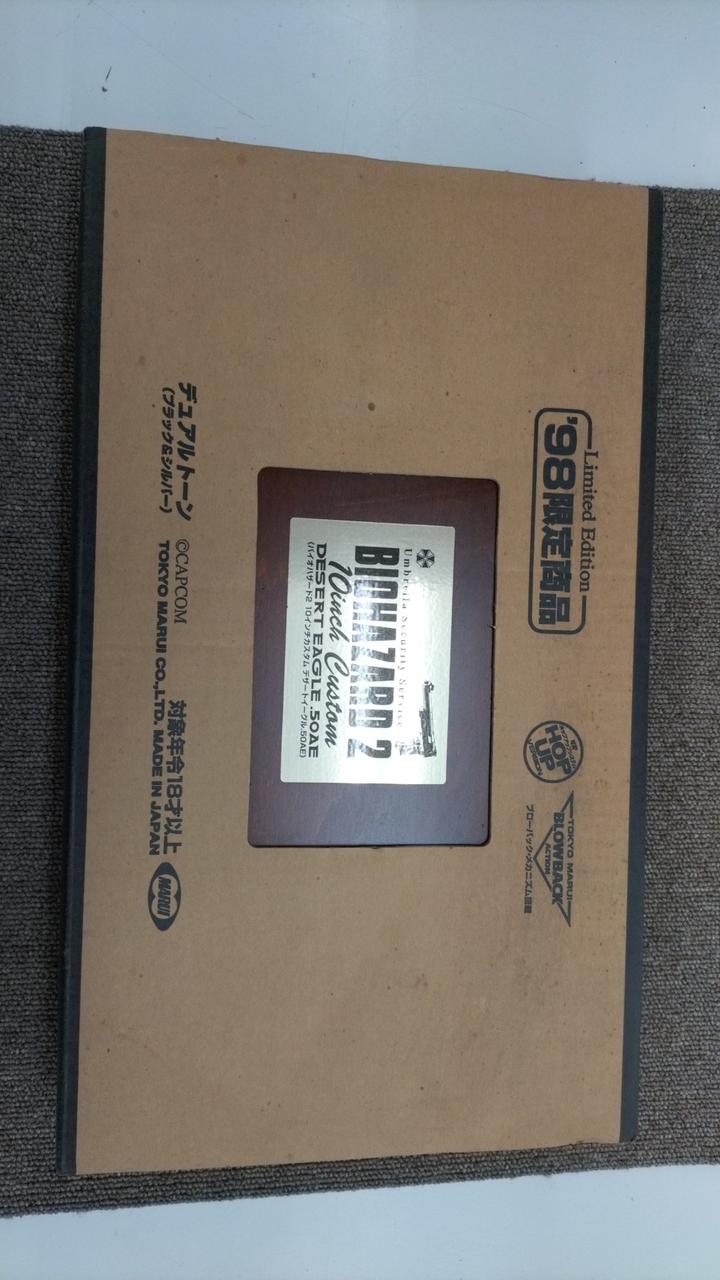 Limited Edition
'98限定商品
HOP
UP
TOKYO MARUI
BLOWBACK
ACTION
ブローバック・メカニズム搭載
Umbrella Security Service
BIOHAZARD 2
10inch Custom
DESERT EAGLE .50AE
(バイオハザード2 10インチカスタム デザートイーグル.50AE)
デュアルトーン
(ブラック&シルバー)
対象年令18才以上
©CAPCOM
TOKYO MARUI CO.,LTD. MADE IN JAPAN
MARUI